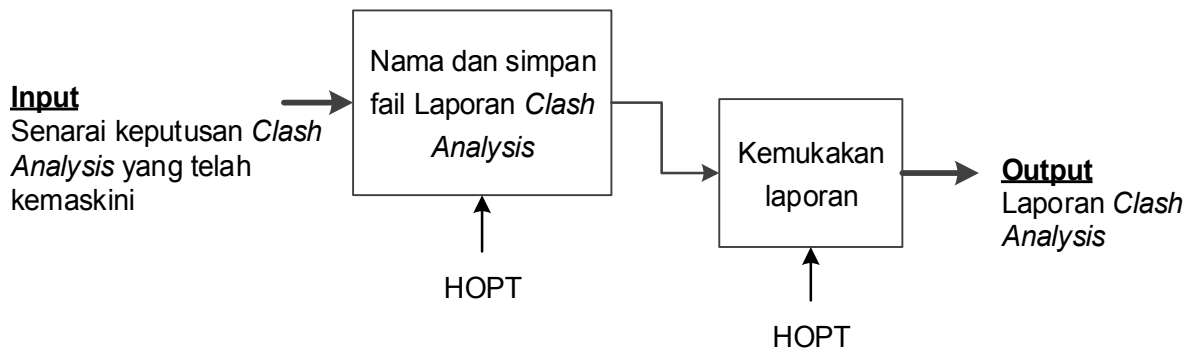 Input
Senarai keputusan Clash
Analysis yang telah
kemaskini
Nama dan simpan
fail Laporan Clash
Analysis
HOPT
Kemukakan
laporan
HOPT
Output
Laporan Clash
Analysis